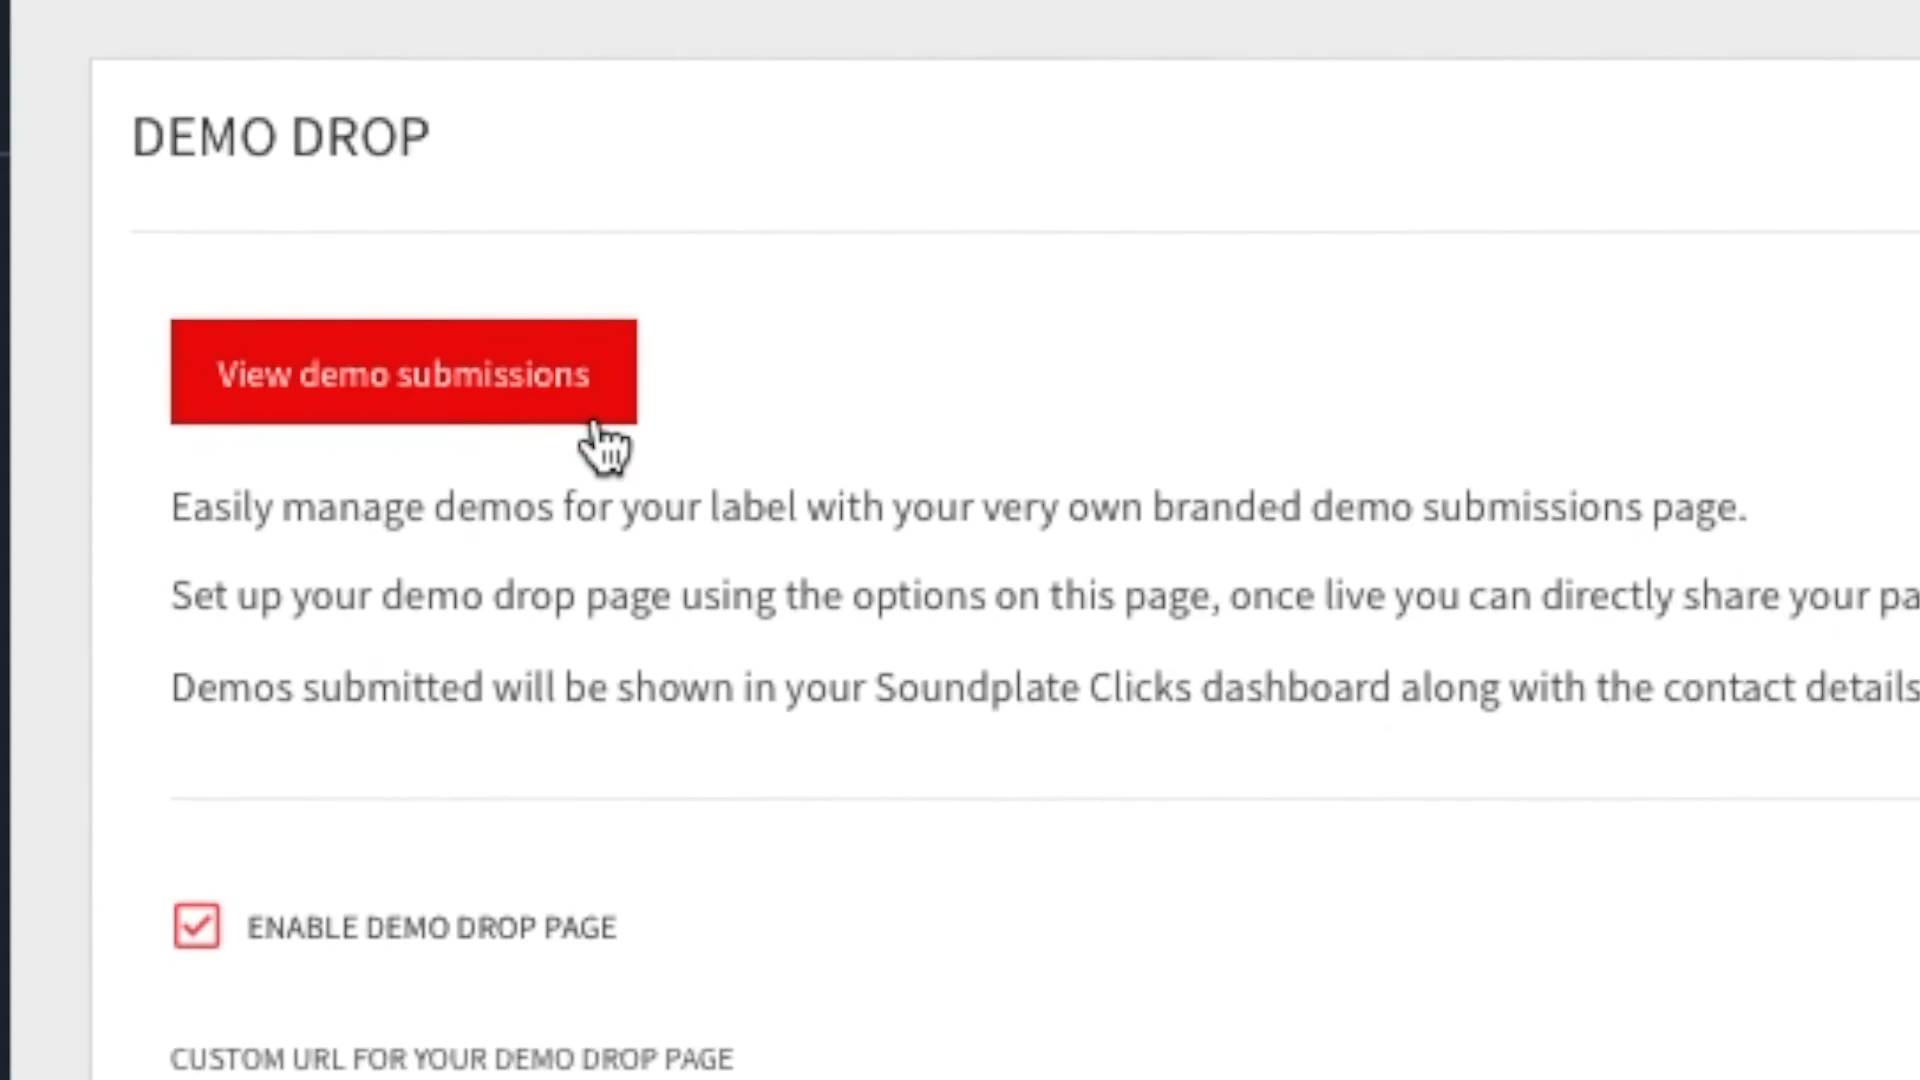 DEMO DROP
View demo submissions
Easily manage demos for your label with your very own branded demo submissions page.
Set up your demo drop page using the options on this page, once live you can directly share your
Demos submitted will be shown in your Soundplate Clicks dashboard along with the contact details
ENABLE DEMO DROP PAGE
CUSTOM URL FOR YOUR DEMO DROP PAGE